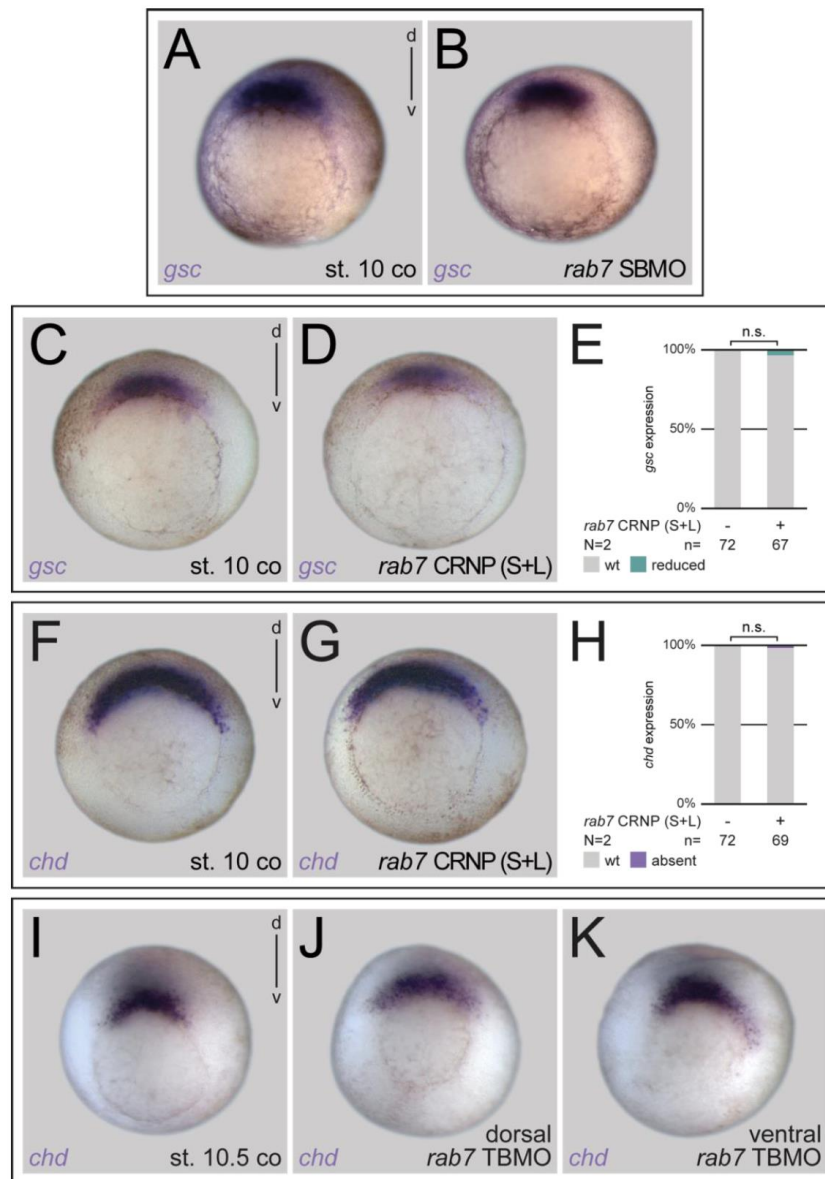 A
d
v
gsc
st. 10 co
B
gsc
rab7 SBMO
C
d
v
gsc
st. 10 co
D
gsc
rab7 CRNP (S+L)
E
n.s.
100%
50%
0%
gsc expression
rab7 CRNP (S+L) - +
N=2 n= 72 67
wt reduced
F
d
v
chd
st. 10 co
G
chd
rab7 CRNP (S+L)
H
n.s.
100%
50%
0%
chd expression
rab7 CRNP (S+L) - +
N=2 n= 72 69
wt absent
I
d
v
chd
st. 10.5 co
J
dorsal
chd
rab7 TBMO
K
ventral
chd
rab7 TBMO